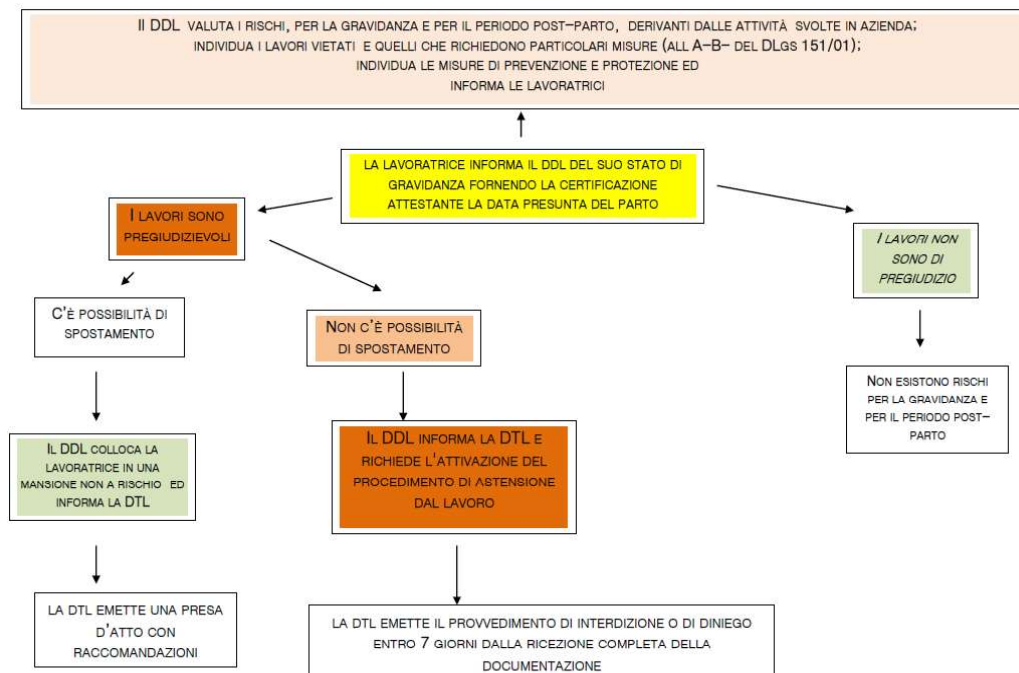 Il DDL VALUTA I RISCHI, PER LA GRAVIDANZA E PER IL PERIODO POST-PARTO, DERIVANTI DALLE ATTIVITÀ SVOLTE IN AZIENDA;
INDIVIDUA I LAVORI VIETATI E QUELLI CHE RICHIEDONO PARTICOLARI MISURE (ALL A-B- DEL DLGS 151/01);
INDIVIDUA LE MISURE DI PREVENZIONE E PROTEZIONE ED
INFORMA LE LAVORATRICI
LA LAVORATRICE INFORMA IL DDL DEL SUO STATO DI
GRAVIDANZA FORNENDO LA CERTIFICAZIONE
ATTESTANTE LA DATA PRESUNTA DEL PARTO
I LAVORI SONO
PREGIUDIZIEVOLI
I LAVORI NON
SONO DI
PREGIUDIZIO
C'È POSSIBILITÀ DI
SPOSTAMENTO
NON C'È POSSIBILITÀ
DI SPOSTAMENTO
NON ESISTONO RISCHI
PER LA GRAVIDANZA E
PER IL PERIODO POST-
PARTO
IL DDL COLLOCA LA
LAVORATRICE IN UNA
MANSIONE NON A RISCHIO ED
INFORMA LA DTL
IL DDL INFORMA LA DTL E
RICHIEDE L'ATTIVAZIONE DEL
PROCEDIMENTO DI ASTENSIONE
DAL LAVORO
LA DTL EMETTE UNA PRESA
D'ATTO CON
RACCOMANDAZIONI
LA DTL EMETTE IL PROVVEDIMENTO DI INTERDIZIONE O DI DINIEGO
ENTRO 7 GIORNI DALLA RICEZIONE COMPLETA DELLA
DOCUMENTAZIONE